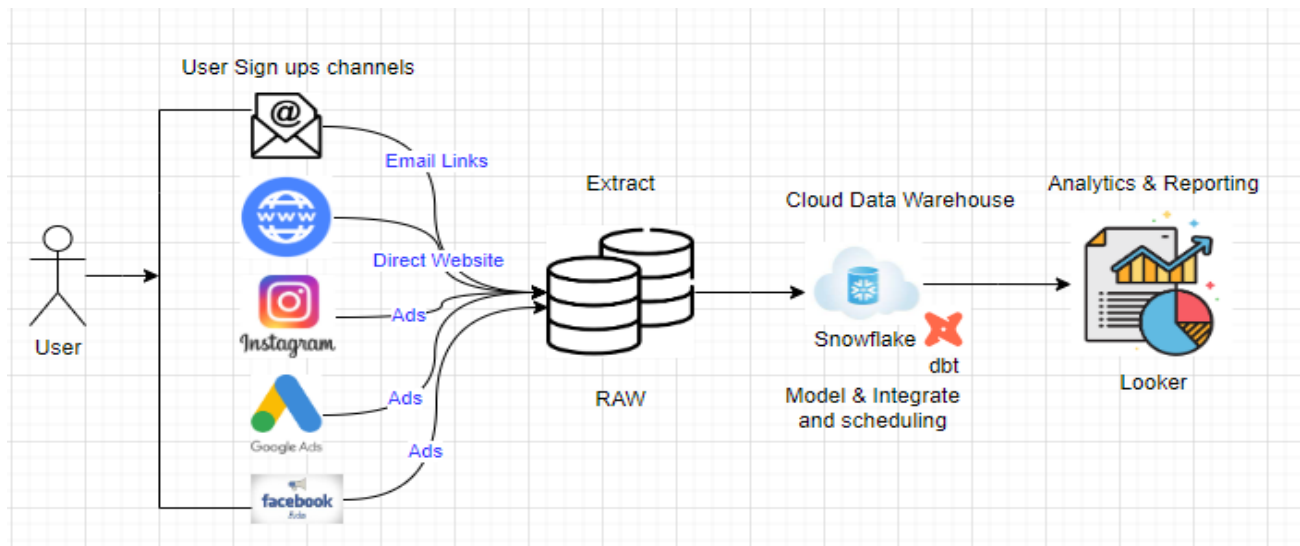 User Sign ups channels
@
Email Links
www
Direct Website
Instagram
Ads
Google Ads
Ads
facebook
Ads
Ads
User
Extract
RAW
Cloud Data Warehouse
Snowflake
dbt
Model & Integrate
and scheduling
Analytics & Reporting
Looker